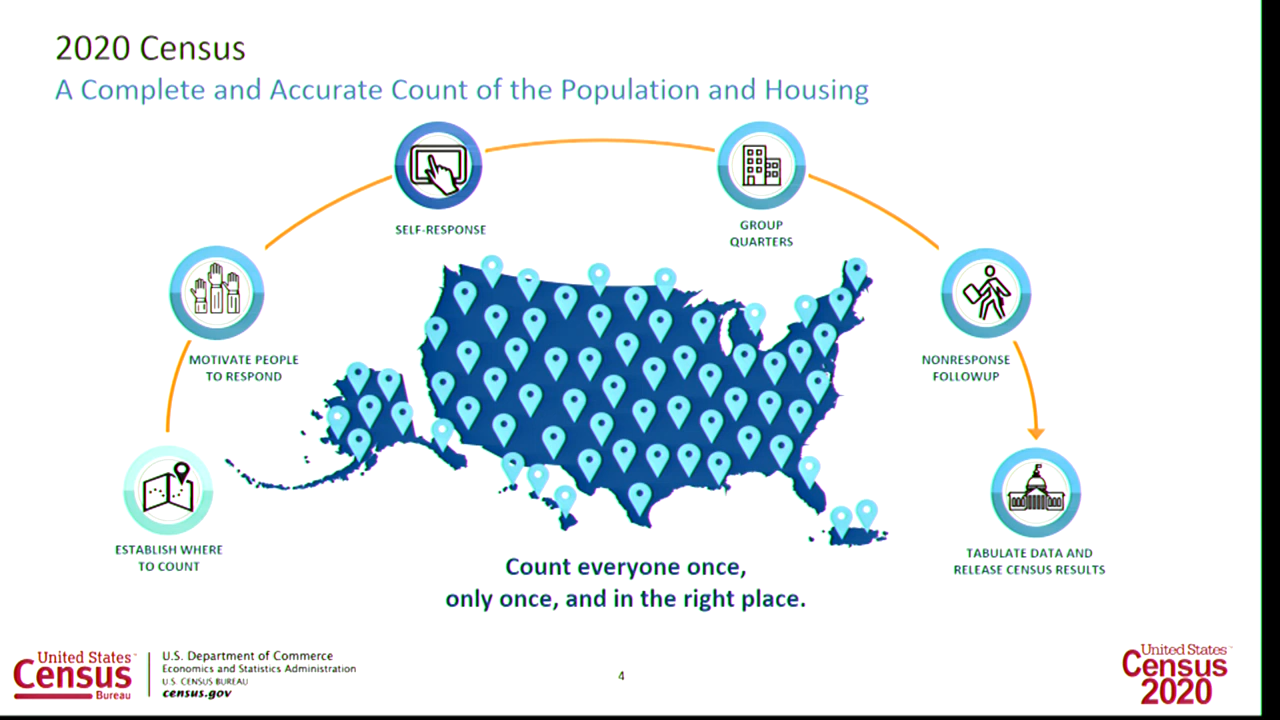 2020 Census
A Complete and Accurate Count of the Population and Housing
SELF-RESPONSE
GROUP
QUARTERS
MOTIVATE PEOPLE
TO RESPOND
NONRESPONSE
FOLLOWUP
ESTABLISH WHERE
TO COUNT
TABULATE DATA AND
RELEASE CENSUS RESULTS
Count everyone once,
only once, and in the right place.
United States™
Census
Bureau
U.S. Department of Commerce
Economics and Statistics Administration
U.S. CENSUS BUREAU
census.gov
4
United States™
Census
2020